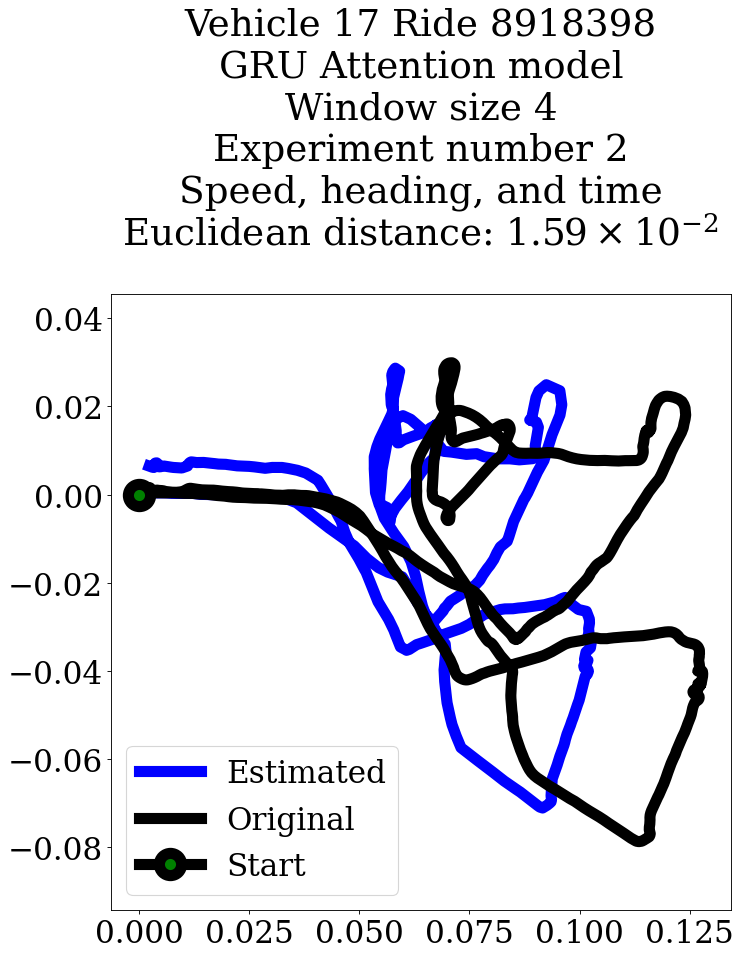 Vehicle 17 Ride 8918398
GRU Attention model
Window size 4
Experiment number 2
Speed, heading, and time
Euclidean distance: 1.59 × 10⁻²
0.04
0.02
0.00
−0.02
−0.04
−0.06
−0.08
Estimated
Original
Start
0.000 0.025 0.050 0.075 0.100 0.125